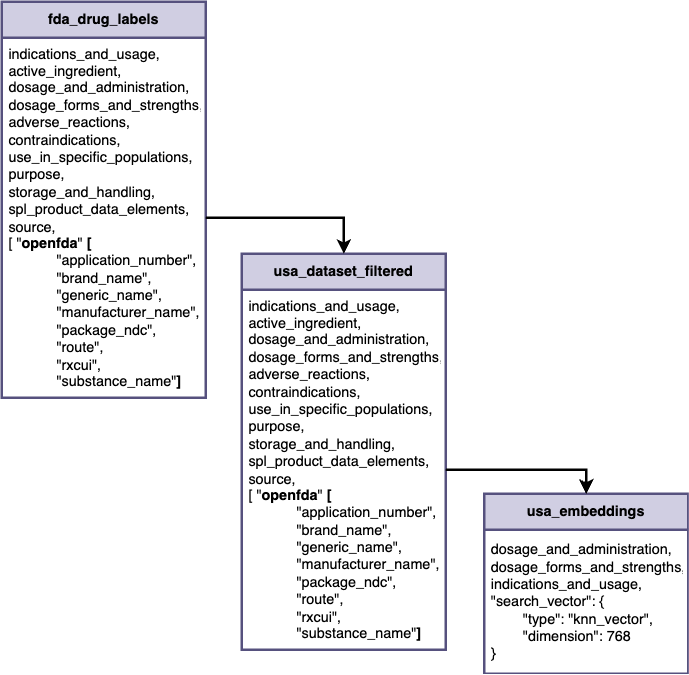 fda_drug_labels
indications_and_usage,
active_ingredient,
dosage_and_administration,
dosage_forms_and_strengths,
adverse_reactions,
contraindications,
use_in_specific_populations,
purpose,
storage_and_handling,
spl_product_data_elements,
source,
[ "openfda" [
"application_number",
"brand_name",
"generic_name",
"manufacturer_name",
"package_ndc",
"route",
"rxcui",
"substance_name"]
usa_dataset_filtered
indications_and_usage,
active_ingredient,
dosage_and_administration,
dosage_forms_and_strengths,
adverse_reactions,
contraindications,
use_in_specific_populations,
purpose,
storage_and_handling,
spl_product_data_elements,
source,
[ "openfda" [
"application_number",
"brand_name",
"generic_name",
"manufacturer_name",
"package_ndc",
"route",
"rxcui",
"substance_name"]
usa_embeddings
dosage_and_administration,
dosage_forms_and_strengths,
indications_and_usage,
"search_vector": {
"type": "knn_vector",
"dimension": 768
}